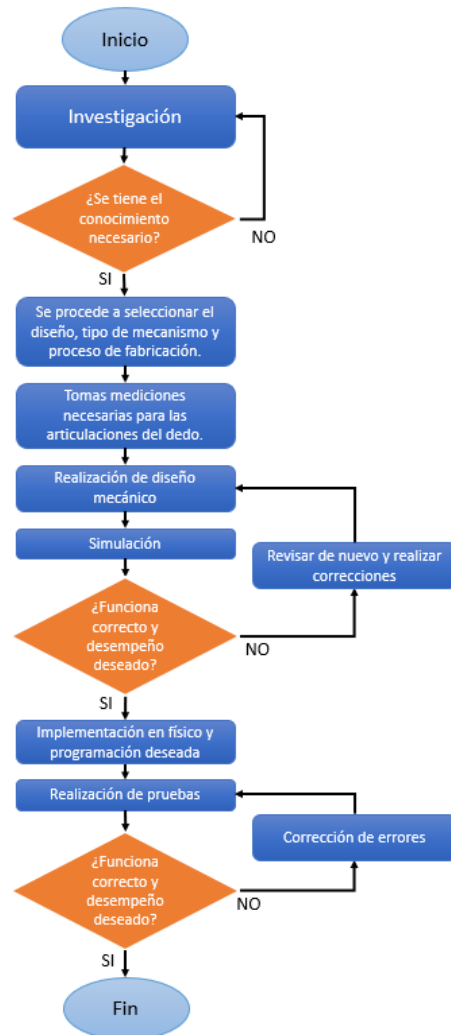 Inicio
Investigación
¿Se tiene el
conocimiento
necesario?
NO
SI
Se procede a seleccionar el
diseño, tipo de mecanismo y
proceso de fabricación.
Tomas mediciones
necesarias para las
articulaciones del dedo.
Realización de diseño
mecánico
Simulación
Revisar de nuevo y realizar
correcciones
¿Funciona
correcto y
desempeño
deseado?
NO
SI
Implementación en físico y
programación deseada
Realización de pruebas
Corrección de errores
¿Funciona
correcto y
desempeño
deseado?
NO
SI
Fin